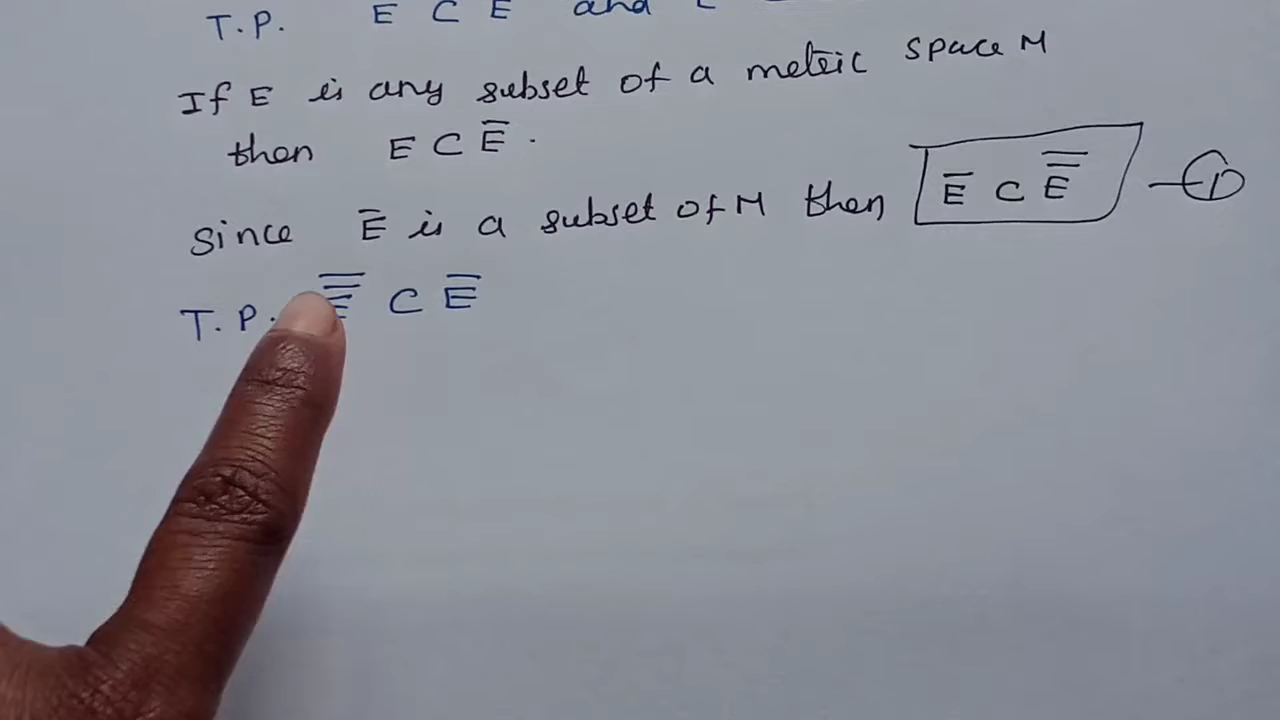 T.P. E C E and
If E is any subset of a metric space M
then E C Ē .
since Ē is a subset of M then Ē C E̿ — ①
T.P. E̿ C Ē